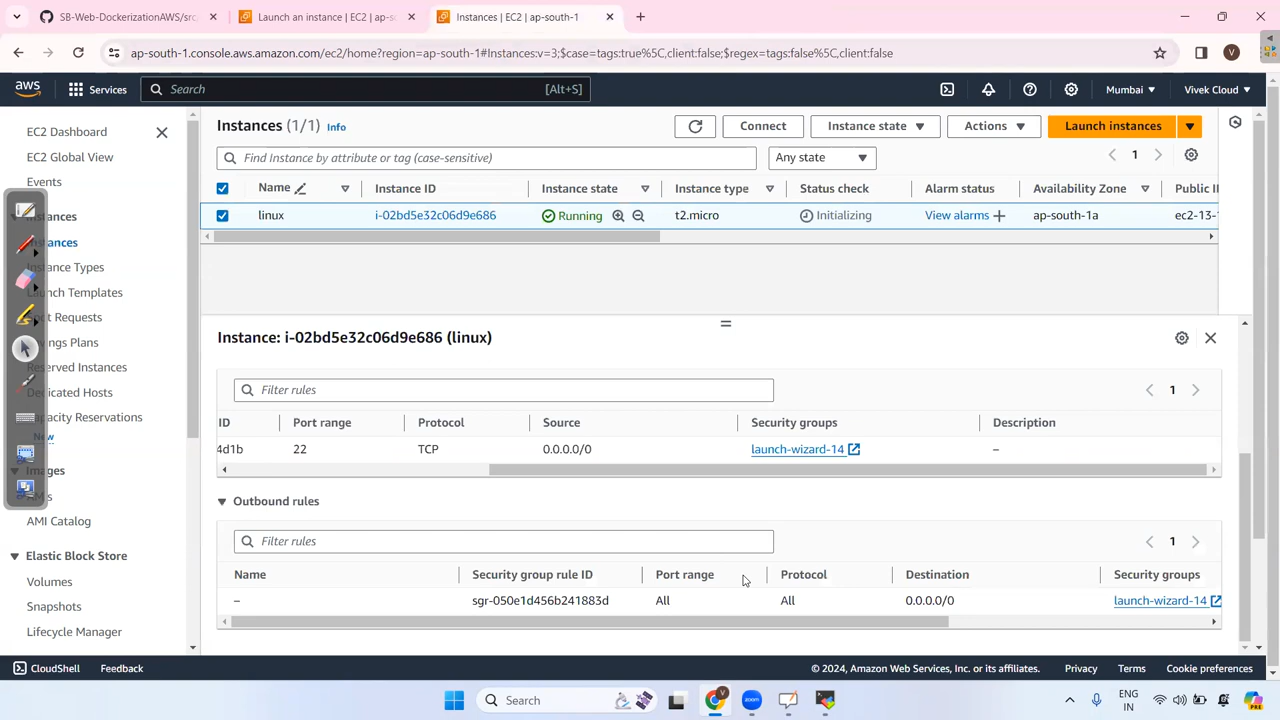 SB-Web-DockerizationAWS/src/
Launch an instance | EC2 | ap-so
Instances | EC2 | ap-south-1
ap-south-1.console.aws.amazon.com/ec2/home?region=ap-south-1#Instances:v=3;$case=tags:true%5C,client:false;$regex=tags:false%5C,client:false
V
aws
Services
Search
[Alt+S]
Mumbai
Vivek Cloud
EC2 Dashboard
EC2 Global View
Events
Instances
Instances
Instance Types
Launch Templates
Spot Requests
Savings Plans
Reserved Instances
Dedicated Hosts
Capacity Reservations
New
Images
AMIs
AMI Catalog
Elastic Block Store
Volumes
Snapshots
Lifecycle Manager
Instances (1/1) Info
Connect
Instance state
Actions
Launch instances
Find Instance by attribute or tag (case-sensitive)
Any state
1
Name
Instance ID
Instance state
Instance type
Status check
Alarm status
Availability Zone
Public I
linux
i-02bd5e32c06d9e686
Running
t2.micro
Initializing
View alarms
ap-south-1a
ec2-13-
Instance: i-02bd5e32c06d9e686 (linux)
Filter rules
1
ID
Port range
Protocol
Source
Security groups
Description
4d1b
22
TCP
0.0.0.0/0
launch-wizard-14
–
Outbound rules
Filter rules
1
Name
Security group rule ID
Port range
Protocol
Destination
Security groups
–
sgr-050e1d456b241883d
All
All
0.0.0.0/0
launch-wizard-14
CloudShell
Feedback
© 2024, Amazon Web Services, Inc. or its affiliates.
Privacy
Terms
Cookie preferences
Search
ENG
IN